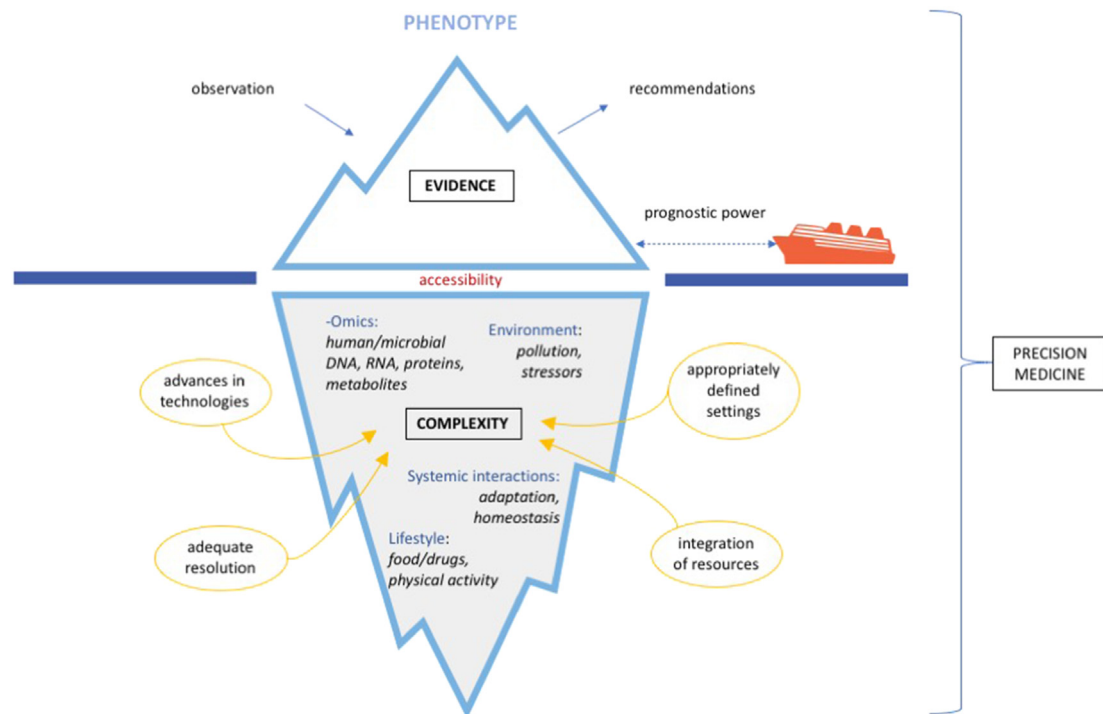 PHENOTYPE
observation
recommendations
EVIDENCE
prognostic power
accessibility
-Omics:
human/microbial
DNA, RNA, proteins,
metabolites
Environment:
pollution,
stressors
advances in
technologies
appropriately
defined
settings
COMPLEXITY
PRECISION
MEDICINE
Systemic interactions:
adaptation,
homeostasis
Lifestyle:
food/drugs,
physical activity
adequate
resolution
integration
of resources